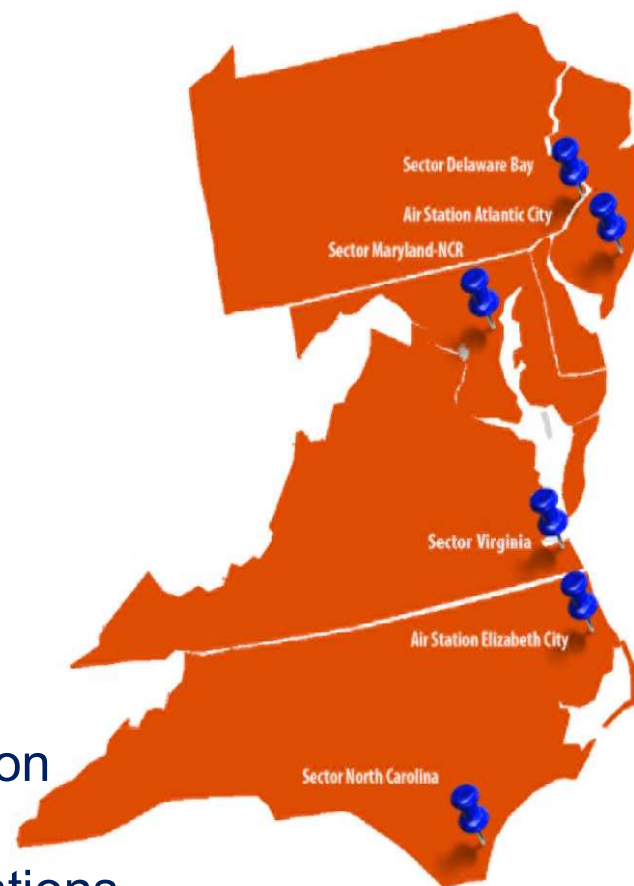 Sector Delaware Bay
Air Station Atlantic City
Sector Maryland-NCR
Sector Virginia
Air Station Elizabeth City
Sector North Carolina
on